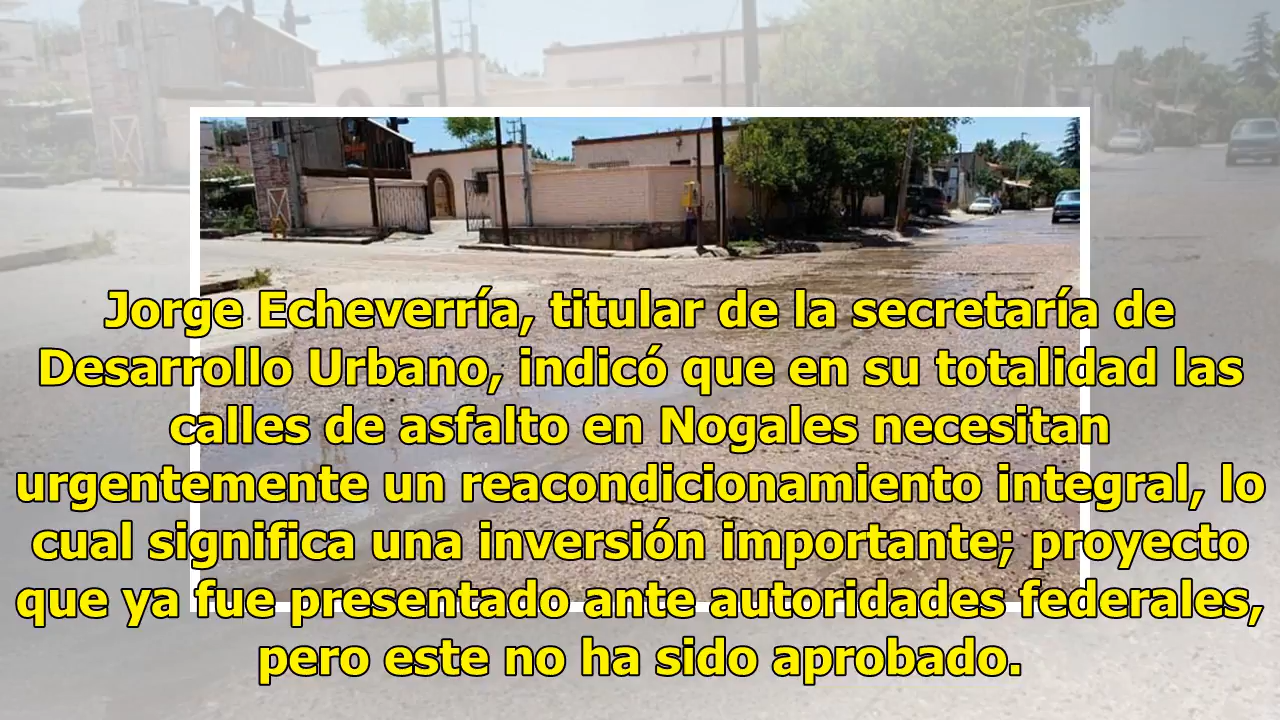 Jorge Echeverría, titular de la secretaría de
Desarrollo Urbano, indicó que en su totalidad las
calles de asfalto en Nogales necesitan
urgentemente un reacondicionamiento integral, lo
cual significa una inversión importante; proyecto
que ya fue presentado ante autoridades federales,
pero este no ha sido aprobado.